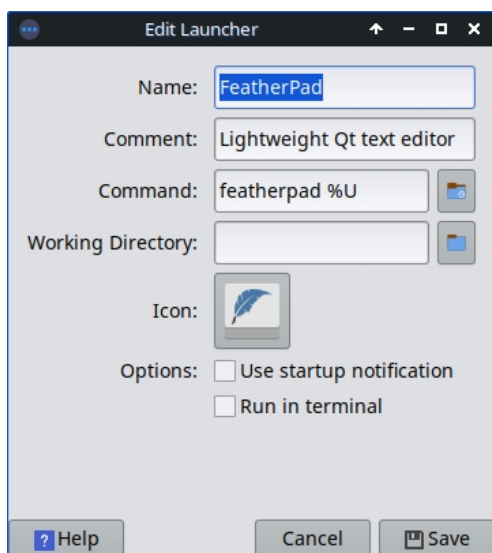 Edit Launcher
Name: FeatherPad
Comment: Lightweight Qt text editor
Command: featherpad %U
Working Directory:
Icon:
Options: Use startup notification
Run in terminal
? Help Cancel Save